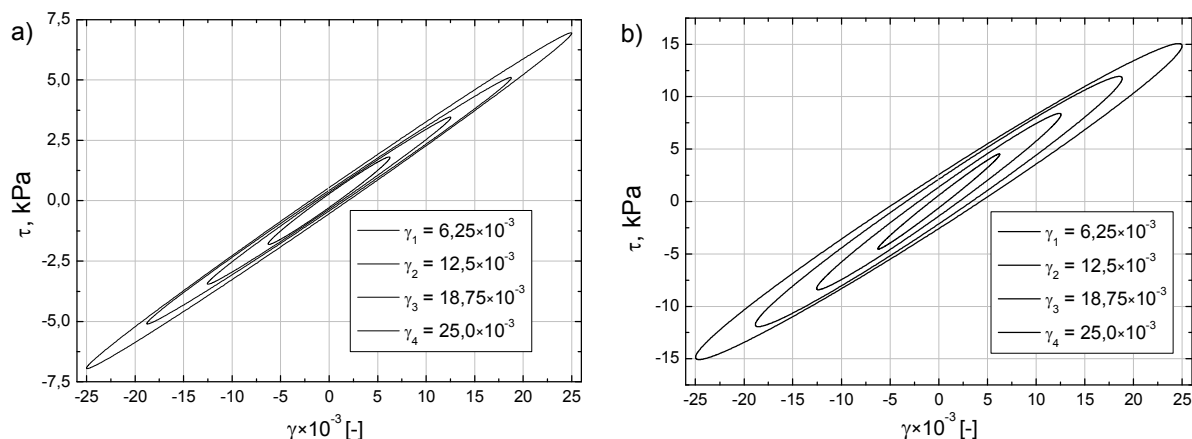 a)
7,5
5,0
2,5
0,0
-2,5
-5,0
-7,5
τ, kPa
-25 -20 -15 -10 -5 0 5 10 15 20 25
γ×10⁻³ [-]
γ₁ = 6,25×10⁻³
γ₂ = 12,5×10⁻³
γ₃ = 18,75×10⁻³
γ₄ = 25,0×10⁻³
b)
15
10
5
0
-5
-10
-15
τ, kPa
-25 -20 -15 -10 -5 0 5 10 15 20 25
γ×10⁻³ [-]
γ₁ = 6,25×10⁻³
γ₂ = 12,5×10⁻³
γ₃ = 18,75×10⁻³
γ₄ = 25,0×10⁻³